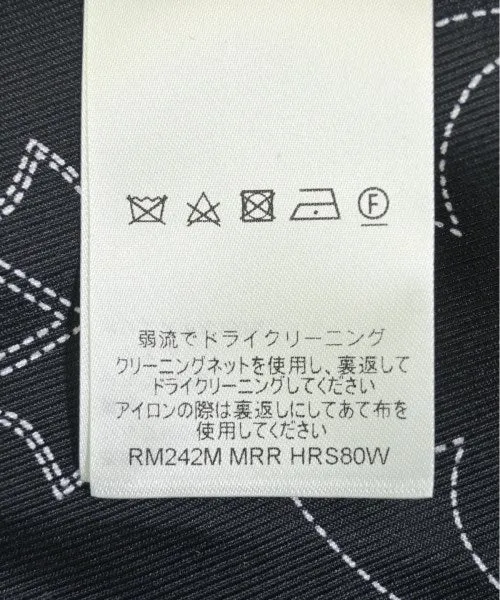 F
弱流でドライクリーニング
クリーニングネットを使用し、裏返して
ドライクリーニングしてください
アイロンの際は裏返しにしてあて布を
使用してください
RM242M MRR HRS80W